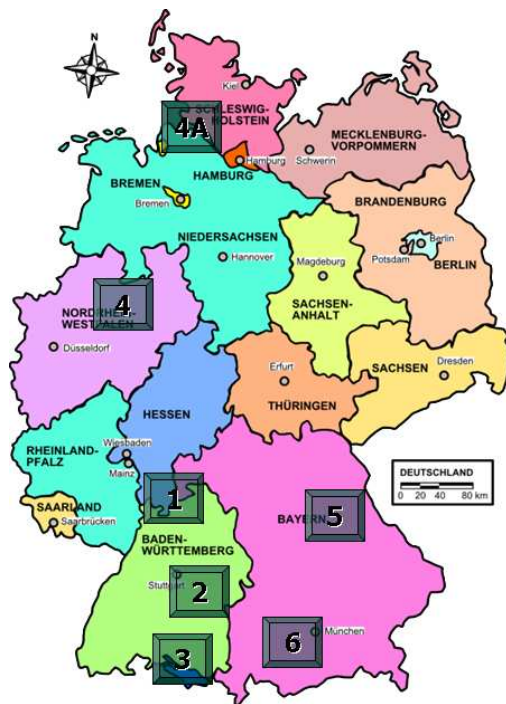 N
Kiel
SCHLESWIG-
HOLSTEIN
4A
MECKLENBURG-
VORPOMMERN
Schwerin
Hamburg
HAMBURG
BREMEN
Bremen
BRANDENBURG
NIEDERSACHSEN
Hannover
Berlin
Potsdam
BERLIN
Magdeburg
SACHSEN-
ANHALT
4
NORDRHEIN-
WESTFALEN
Düsseldorf
Erfurt
THÜRINGEN
SACHSEN
Dresden
HESSEN
Wiesbaden
Mainz
RHEINLAND-
PFALZ
SAARLAND
Saarbrücken
1
DEUTSCHLAND
0 20 40 80 km
BAYERN
5
BADEN-
WÜRTTEMBERG
Stuttgart
2
3
6
München